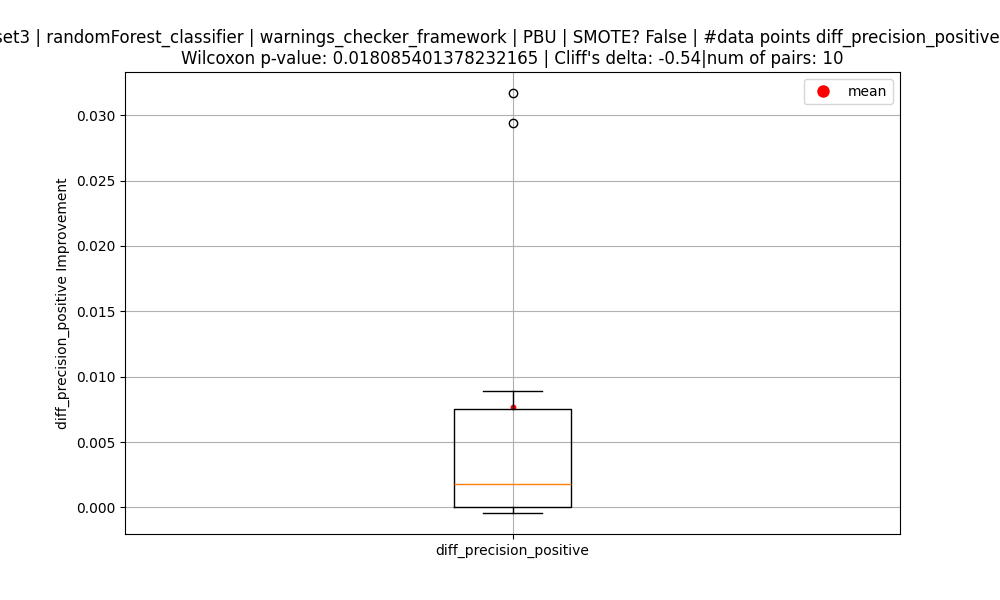 set3 | randomForest_classifier | warnings_checker_framework | PBU | SMOTE? False | #data points diff_precision_positive
Wilcoxon p-value: 0.018085401378232165 | Cliff's delta: -0.54|num of pairs: 10
mean
0.030
0.025
0.020
0.015
0.010
0.005
0.000
diff_precision_positive Improvement
diff_precision_positive